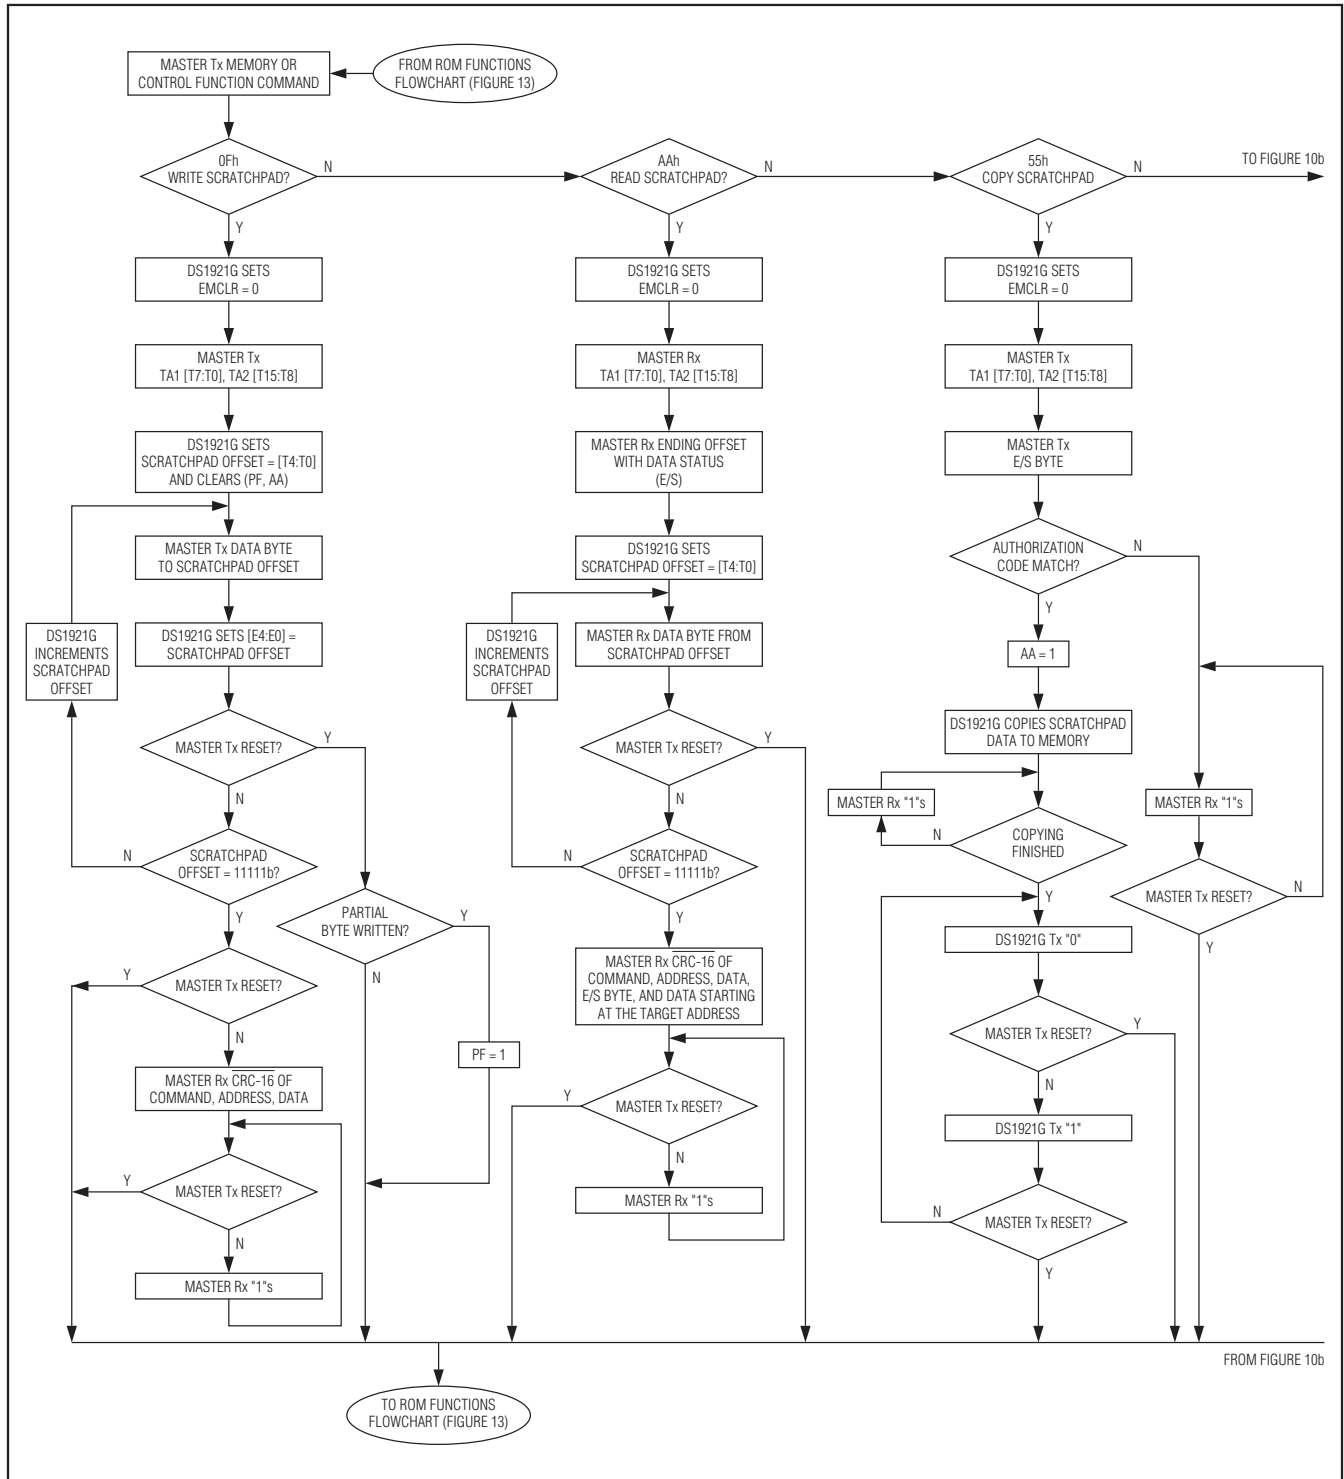 MASTER Tx MEMORY OR
CONTROL FUNCTION COMMAND
FROM ROM FUNCTIONS
FLOWCHART (FIGURE 13)
0Fh
WRITE SCRATCHPAD?
N
Y
AAh
READ SCRATCHPAD?
N
Y
55h
COPY SCRATCHPAD
N
Y
TO FIGURE 10b
DS1921G SETS
EMCLR = 0
MASTER Tx
TA1 [T7:T0], TA2 [T15:T8]
DS1921G SETS
SCRATCHPAD OFFSET = [T4:T0]
AND CLEARS (PF, AA)
MASTER Tx DATA BYTE
TO SCRATCHPAD OFFSET
DS1921G
INCREMENTS
SCRATCHPAD
OFFSET
DS1921G SETS [E4:E0] =
SCRATCHPAD OFFSET
MASTER Tx RESET?
Y
N
SCRATCHPAD
OFFSET = 11111b?
N
Y
PARTIAL
BYTE WRITTEN?
Y
N
MASTER Tx RESET?
Y
N
PF = 1
MASTER Rx CRC-16 OF
COMMAND, ADDRESS, DATA
MASTER Tx RESET?
Y
N
MASTER Rx "1"s
DS1921G SETS
EMCLR = 0
MASTER Rx
TA1 [T7:T0], TA2 [T15:T8]
MASTER Rx ENDING OFFSET
WITH DATA STATUS
(E/S)
DS1921G SETS
SCRATCHPAD OFFSET = [T4:T0]
DS1921G
INCREMENTS
SCRATCHPAD
OFFSET
MASTER Rx DATA BYTE FROM
SCRATCHPAD OFFSET
MASTER Tx RESET?
Y
N
SCRATCHPAD
OFFSET = 11111b?
N
Y
MASTER Rx CRC-16 OF
COMMAND, ADDRESS, DATA,
E/S BYTE, AND DATA STARTING
AT THE TARGET ADDRESS
MASTER Tx RESET?
Y
N
MASTER Rx "1"s
DS1921G SETS
EMCLR = 0
MASTER Tx
TA1 [T7:T0], TA2 [T15:T8]
MASTER Tx
E/S BYTE
AUTHORIZATION
CODE MATCH?
N
Y
AA = 1
DS1921G COPIES SCRATCHPAD
DATA TO MEMORY
MASTER Rx "1"s
COPYING
FINISHED
N
Y
MASTER Rx "1"s
MASTER Tx RESET?
N
Y
DS1921G Tx "0"
MASTER Tx RESET?
Y
N
DS1921G Tx "1"
MASTER Tx RESET?
N
Y
FROM FIGURE 10b
TO ROM FUNCTIONS
FLOWCHART (FIGURE 13)